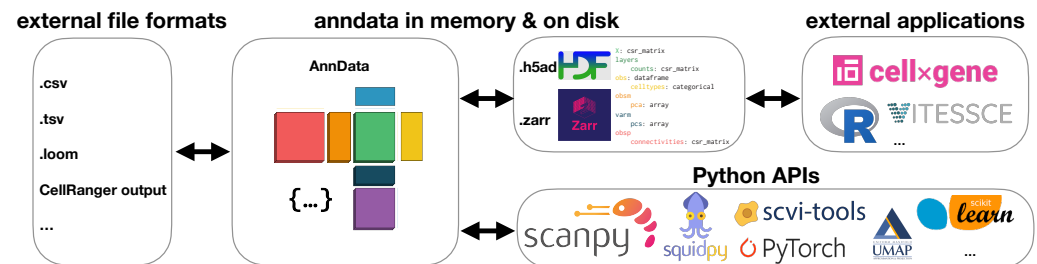 external file formats
anndata in memory & on disk
external applications
.csv
.tsv
.loom
CellRanger output
...
AnnData
{...}
.h5ad
HDF
.zarr
Zarr
X: csr_matrix
layers
counts: csr_matrix
obs: dataframe
celltypes: categorical
obsm
pca: array
varm
pcs: array
obsp
connectivities: csr_matrix
cell×gene
R
VITESSCE
...
Python APIs
scanpy
squidpy
scvi-tools
PyTorch
UMAP
scikit
learn
...